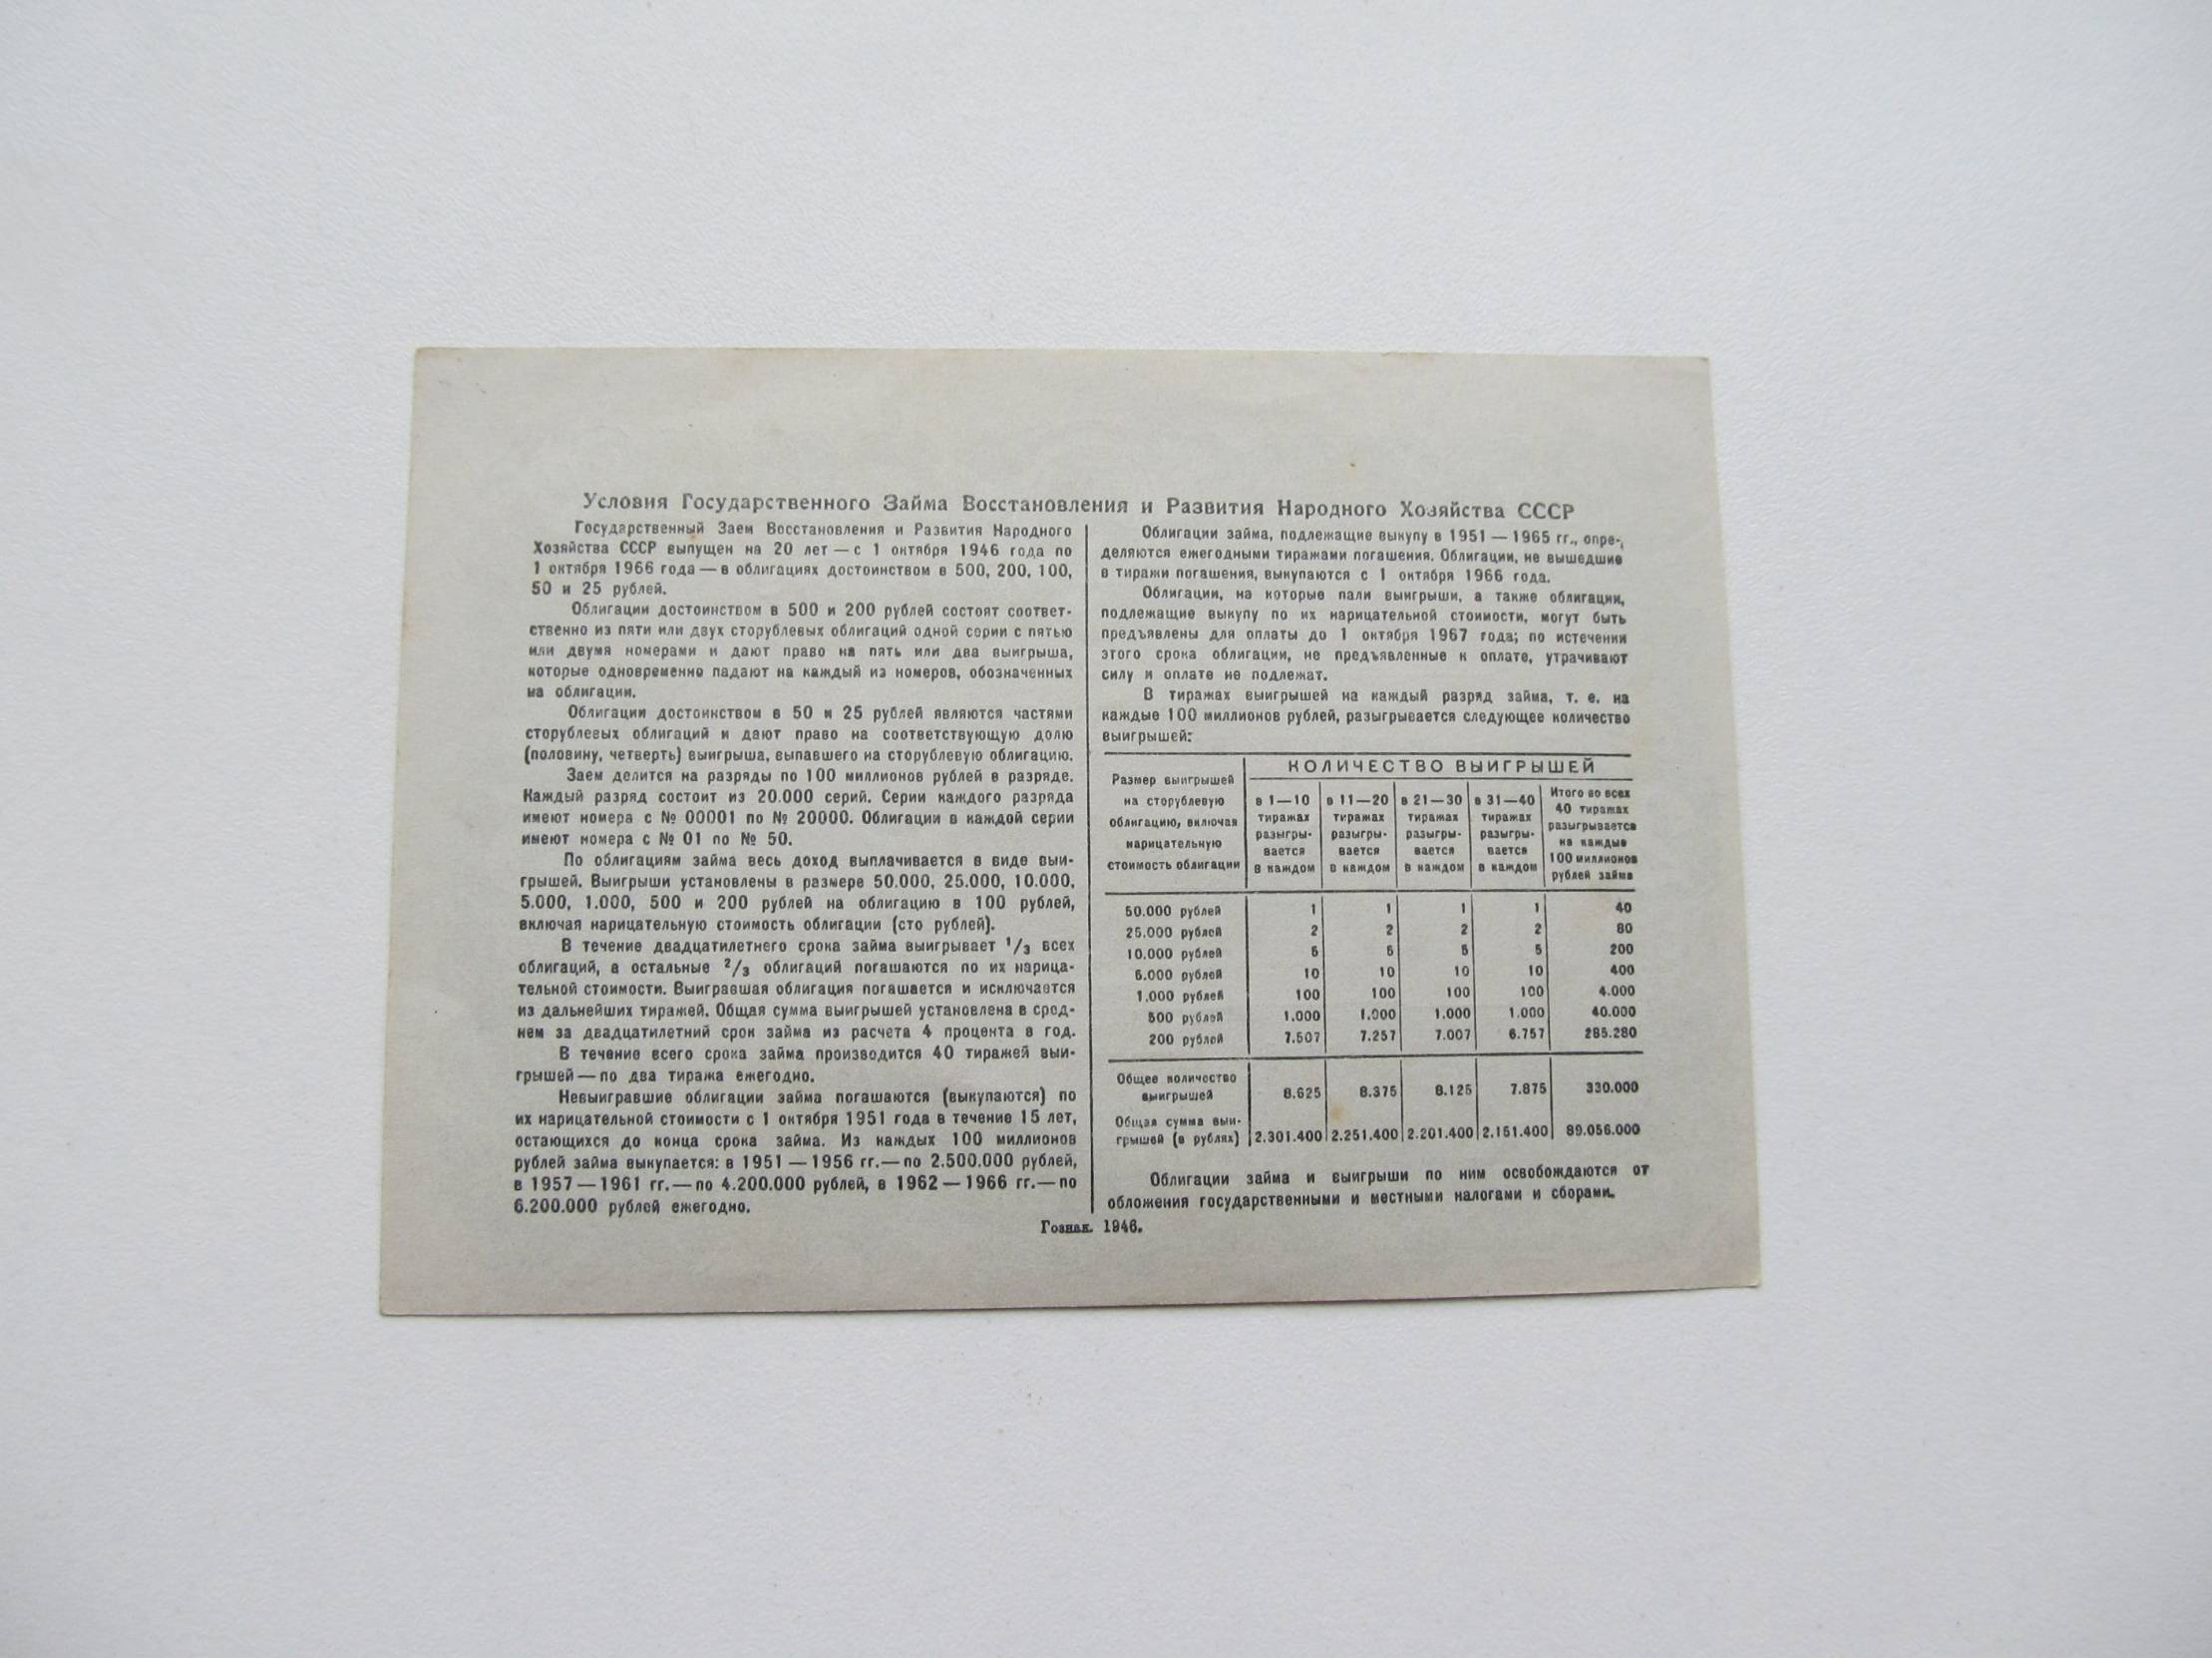 Условия Государственного Займа Восстановления и Развития Народного Хозяйства СССР
Государственный Заем Восстановления и Развития Народного
Хозяйства СССР выпущен на 20 лет — с 1 октября 1946 года по
1 октября 1966 года — в облигациях достоинством в 500, 200, 100,
50 и 25 рублей.
Облигации достоинством в 500 и 200 рублей состоят соответ-
ственно из пяти или двух сторублевых облигаций одной серии с пятью
или двумя номерами и дают право на пять или два выигрыша,
которые одновременно падают на каждый из номеров, обозначенных
на облигации.
Облигации достоинством в 50 и 25 рублей являются частями
сторублевых облигаций и дают право на соответствующую долю
(половину, четверть) выигрыша, выпавшего на сторублевую облигацию.
Заем делится на разряды по 100 миллионов рублей в разряде.
Каждый разряд состоит из 20.000 серий. Серии каждого разряда
имеют номера с № 00001 по № 20000. Облигации в каждой серии
имеют номера с № 01 по № 50.
По облигациям займа весь доход выплачивается в виде выи-
грышей. Выигрыши установлены в размере 50.000, 25.000, 10.000,
5.000, 1.000, 500 и 200 рублей на облигацию в 100 рублей,
включая нарицательную стоимость облигации (сто рублей).
В течение двадцатилетнего срока займа выигрывает 1/3 всех
облигаций, а остальные 2/3 облигаций погашаются по их нарица-
тельной стоимости. Выигравшая облигация погашается и исключается
из дальнейших тиражей. Общая сумма выигрышей установлена в сред-
нем за двадцатилетний срок займа из расчета 4 процента в год.
В течение всего срока займа производится 40 тиражей выи-
грышей — по два тиража ежегодно.
Невыигравшие облигации займа погашаются (выкупаются) по
их нарицательной стоимости с 1 октября 1951 года в течение 15 лет,
остающихся до конца срока займа. Из каждых 100 миллионов
рублей займа выкупается: в 1951 — 1956 гг. — по 2.500.000 рублей,
в 1957 — 1961 гг. — по 4.200.000 рублей, в 1962 — 1966 гг. — по
6.200.000 рублей ежегодно.
Облигации займа, подлежащие выкупу в 1951 — 1965 гг., опре-
деляются ежегодными тиражами погашения. Облигации, не вышедшие
в тиражи погашения, выкупаются с 1 октября 1966 года.
Облигации, на которые пали выигрыши, а также облигации,
подлежащие выкупу по их нарицательной стоимости, могут быть
предъявлены для оплаты до 1 октября 1967 года; по истечении
этого срока облигации, не предъявленные к оплате, утрачивают
силу и оплате не подлежат.
В тиражах выигрышей на каждый разряд займа, т. е. на
каждые 100 миллионов рублей, разыгрывается следующее количество
выигрышей:
Размер выигрышей
на сторублевую
облигацию, включая
нарицательную
стоимость облигации
КОЛИЧЕСТВО ВЫИГРЫШЕЙ
в 1—10
тиражах
разыгры-
вается
в каждом
в 11—20
тиражах
разыгры-
вается
в каждом
в 21—30
тиражах
разыгры-
вается
в каждом
в 31—40
тиражах
разыгры-
вается
в каждом
Итого во всех
40 тиражах
разыгрывается
на каждые
100 миллионов
рублей займа
50.000 рублей 1 1 1 1 40
25.000 рублей 2 2 2 2 80
10.000 рублей 5 5 5 5 200
5.000 рублей 10 10 10 10 400
1.000 рублей 100 100 100 100 4.000
500 рублей 1.000 1.000 1.000 1.000 40.000
200 рублей 7.507 7.257 7.007 6.757 285.280
Общее количество
выигрышей 8.625 8.375 8.125 7.875 330.000
Общая сумма выи-
грышей (в рублях) 2.301.400 2.251.400 2.201.400 2.151.400 89.056.000
Облигации займа и выигрыши по ним освобождаются от
обложения государственными и местными налогами и сборами.
Гознак. 1946.